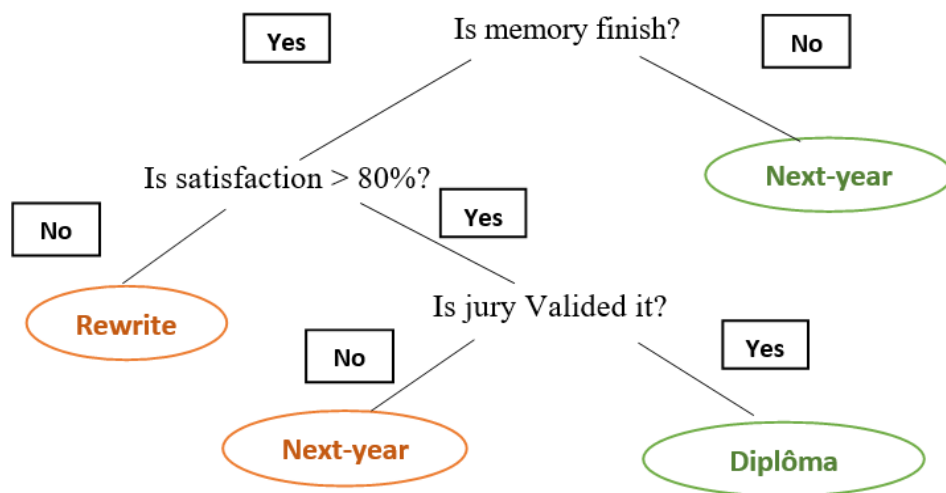 Is memory finish?
Yes
No
Is satisfaction > 80%?
Next-year
No
Yes
Rewrite
Is jury Valided it?
No
Yes
Next-year
Diplôma